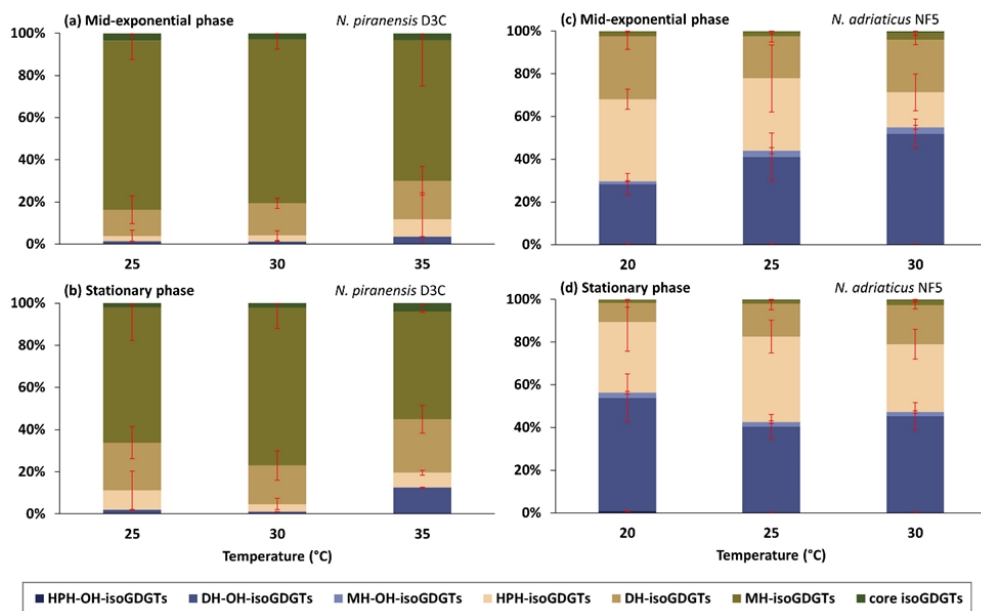 (a) Mid-exponential phase N. piranensis D3C
100%
80%
60%
40%
20%
0%
25 30 35
(b) Stationary phase N. piranensis D3C
100%
80%
60%
40%
20%
0%
25 30 35
Temperature (°C)
(c) Mid-exponential phase N. adriaticus NF5
100%
80%
60%
40%
20%
0%
20 25 30
(d) Stationary phase N. adriaticus NF5
100%
80%
60%
40%
20%
0%
20 25 30
Temperature (°C)
HPH-OH-isoGDGTs DH-OH-isoGDGTs MH-OH-isoGDGTs HPH-isoGDGTs DH-isoGDGTs MH-isoGDGTs core isoGDGTs